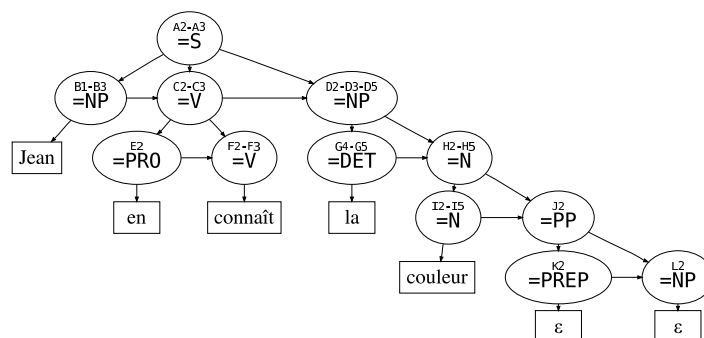 A2-A3
=S
B1-B3
=NP
C2-C3
=V
D2-D3-D5
=NP
Jean
E2
=PRO
F2-F3
=V
G4-G5
=DET
H2-H5
=N
en
connaît
la
I2-I5
=N
J2
=PP
couleur
K2
=PREP
L2
=NP
ε
ε